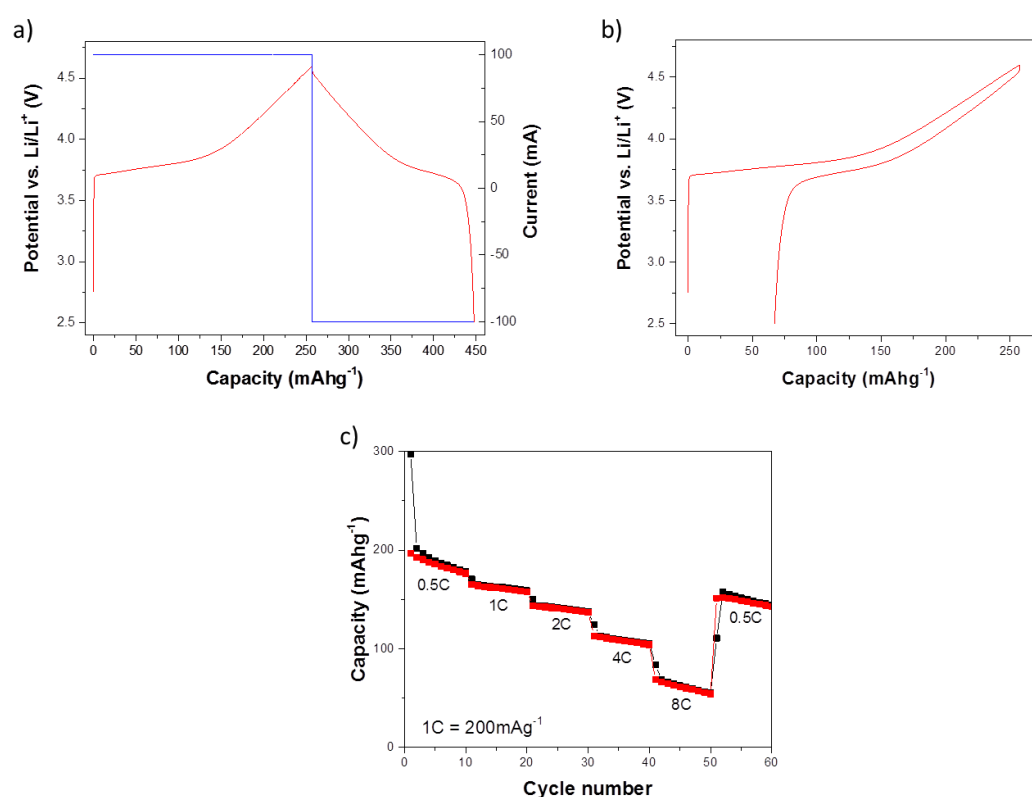 a)
Potential vs. Li/Li⁺ (V)
4.5
4.0
3.5
3.0
2.5
0
50
100
150
200
250
300
350
400
450
Capacity (mAhg⁻¹)
100
50
0
-50
-100
Current (mA)
b)
Potential vs. Li/Li⁺ (V)
4.5
4.0
3.5
3.0
2.5
0
50
100
150
200
250
Capacity (mAhg⁻¹)
c)
Capacity (mAhg⁻¹)
300
200
100
0
0.5C
1C
2C
4C
8C
0.5C
1C = 200mAg⁻¹
0
10
20
30
40
50
60
Cycle number